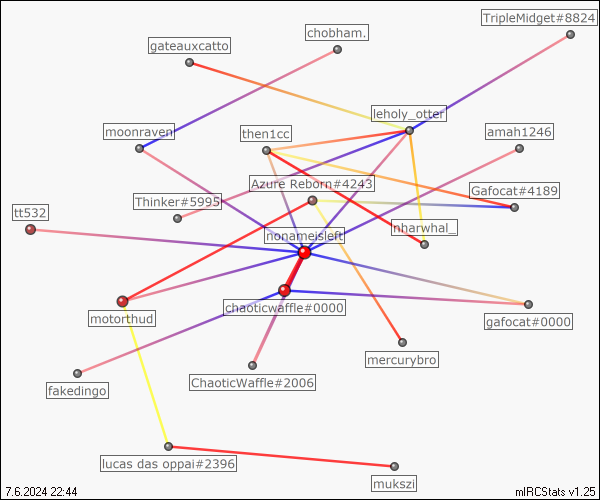 TripleMidget#8824
chobham.
gateauxcatto
leholy_otter
moonraven
then1cc
amah1246
Azure Reborn#4243
Gafocat#4189
Thinker#5995
tt532
nharwhal_
nonameisleft
chaoticwaffle#0000
motorthud
gafocat#0000
mercurybro
ChaoticWaffle#2006
fakedingo
lucas das oppai#2396
mukszi
7.6.2024 22:44
mIRCStats v1.25